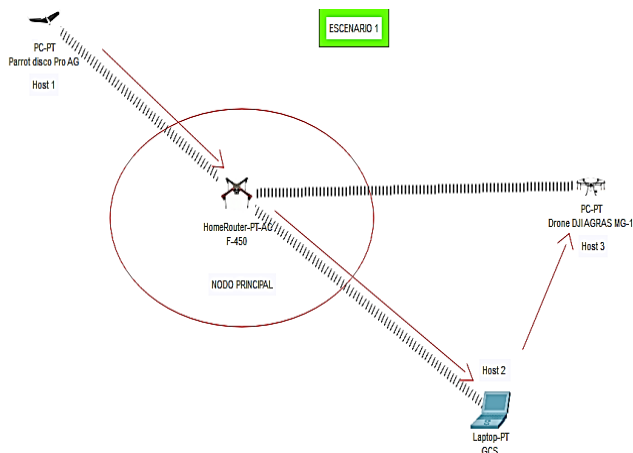 ESCENARIO 1
PC-PT
Parrot disco Pro AG
Host 1
HomeRouter-PT-AC
F-450
NODO PRINCIPAL
PC-PT
Drone DJI AGRAS MG-1
Host 3
Host 2
Laptop-PT
GCS